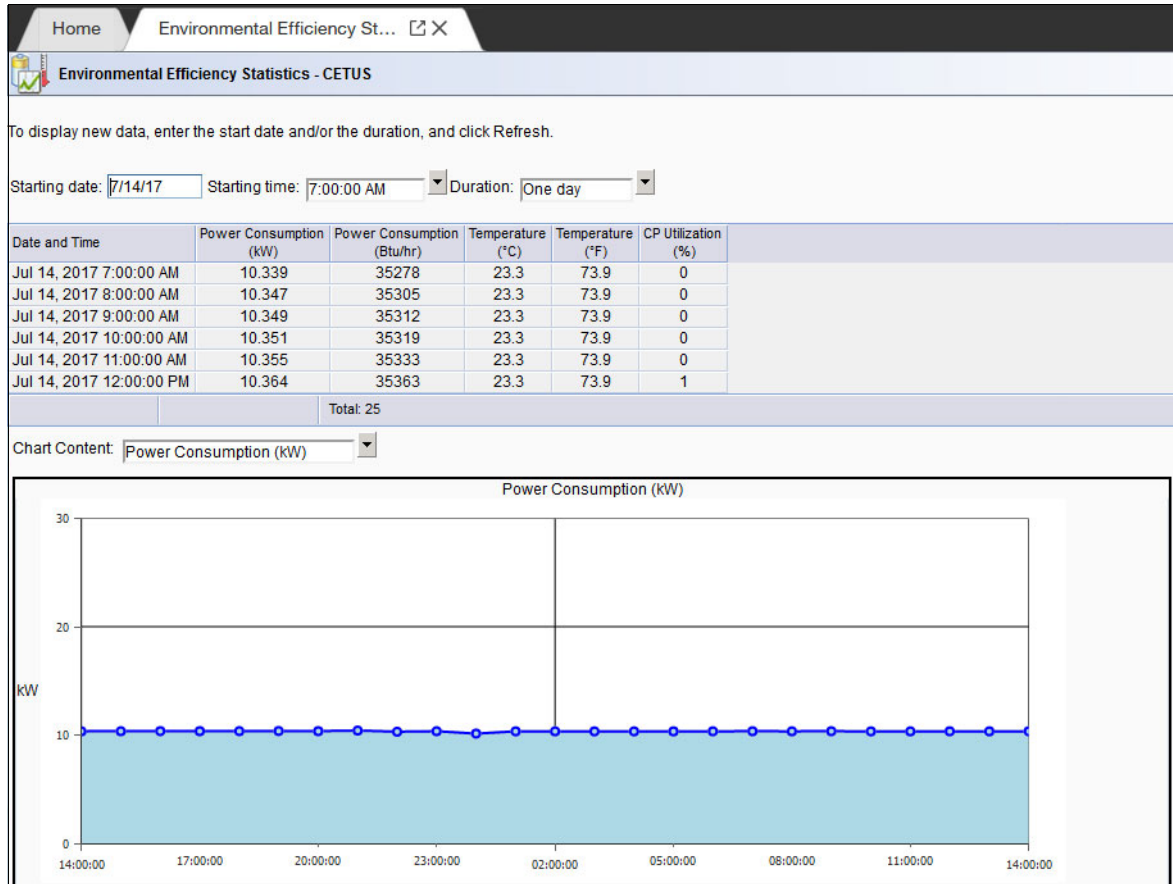 Home Environmental Efficiency St...
Environmental Efficiency Statistics - CETUS
To display new data, enter the start date and/or the duration, and click Refresh.
Starting date: 7/14/17 Starting time: 7:00:00 AM Duration: One day
Date and Time Power Consumption (kW) Power Consumption (Btu/hr) Temperature (°C) Temperature (°F) CP Utilization (%)
Jul 14, 2017 7:00:00 AM 10.339 35278 23.3 73.9 0
Jul 14, 2017 8:00:00 AM 10.347 35305 23.3 73.9 0
Jul 14, 2017 9:00:00 AM 10.349 35312 23.3 73.9 0
Jul 14, 2017 10:00:00 AM 10.351 35319 23.3 73.9 0
Jul 14, 2017 11:00:00 AM 10.355 35333 23.3 73.9 0
Jul 14, 2017 12:00:00 PM 10.364 35363 23.3 73.9 1
Total: 25
Chart Content: Power Consumption (kW)
Power Consumption (kW)
30
20
kW
10
0
14:00:00 17:00:00 20:00:00 23:00:00 02:00:00 05:00:00 08:00:00 11:00:00 14:00:00